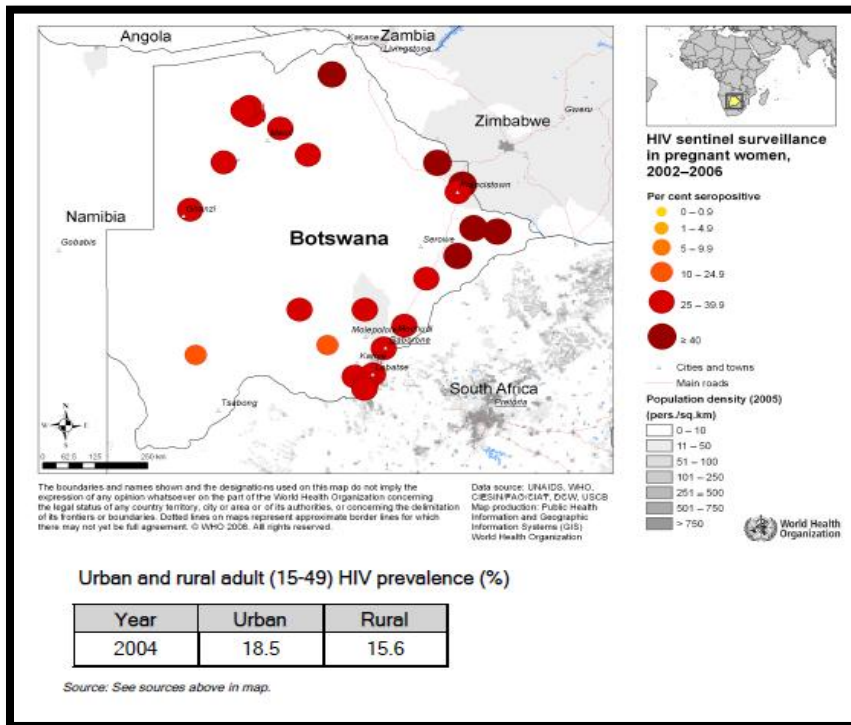 Angola
Zambia
Kasane
Livingstone
Gweru
Zimbabwe
Francistown
Namibia
Ghanzi
Gobabis
Botswana
Serowe
Molepolole
Mochudi
Gaborone
Kanye
Lobatse
South Africa
Pretoria
Tsabong
N
W
E
S
0 62.5 125 250 km
HIV sentinel surveillance
in pregnant women,
2002–2006
Per cent seropositive
0 – 0.9
1 – 4.9
5 – 9.9
10 – 24.9
25 – 39.9
≥ 40
Cities and towns
Main roads
Population density (2005)
(pers./sq.km)
0 – 10
11 – 50
51 – 100
101 – 250
251 – 500
501 – 750
> 750
World Health
Organization
The boundaries and names shown and the designations used on this map do not imply the
expression of any opinion whatsoever on the part of the World Health Organization concerning
the legal status of any country, territory, city or area or of its authorities, or concerning the delimitation
of its frontiers or boundaries. Dotted lines on maps represent approximate border lines for which
there may not yet be full agreement. © WHO 2008. All rights reserved.
Data source: UNAIDS, WHO,
CIESIN/FAO/CIAT, DCW, USCB
Map production: Public Health
Information and Geographic
Information Systems (GIS)
World Health Organization
Urban and rural adult (15-49) HIV prevalence (%)
Year Urban Rural
2004 18.5 15.6
Source: See sources above in map.